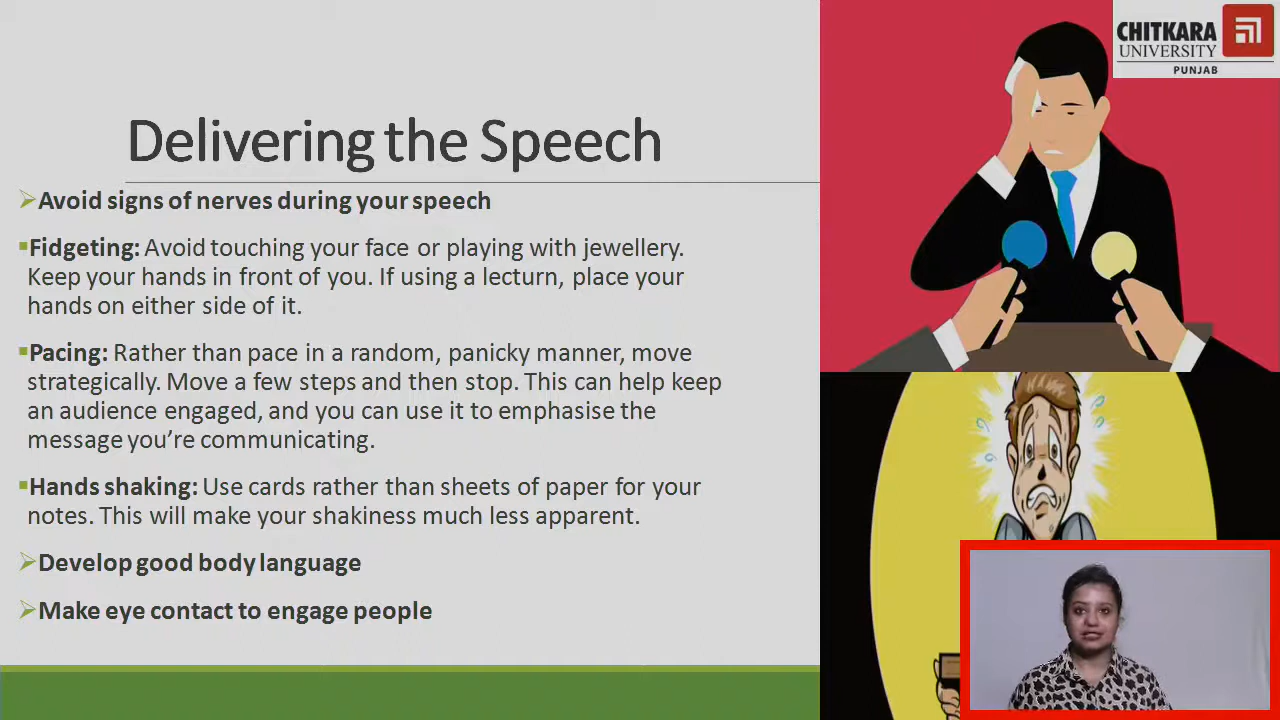 Delivering the Speech
Avoid signs of nerves during your speech
Fidgeting: Avoid touching your face or playing with jewellery.
Keep your hands in front of you. If using a lecturn, place your
hands on either side of it.
Pacing: Rather than pace in a random, panicky manner, move
strategically. Move a few steps and then stop. This can help keep
an audience engaged, and you can use it to emphasise the
message you’re communicating.
Hands shaking: Use cards rather than sheets of paper for your
notes. This will make your shakiness much less apparent.
Develop good body language
Make eye contact to engage people
CHITKARA
UNIVERSITY
PUNJAB